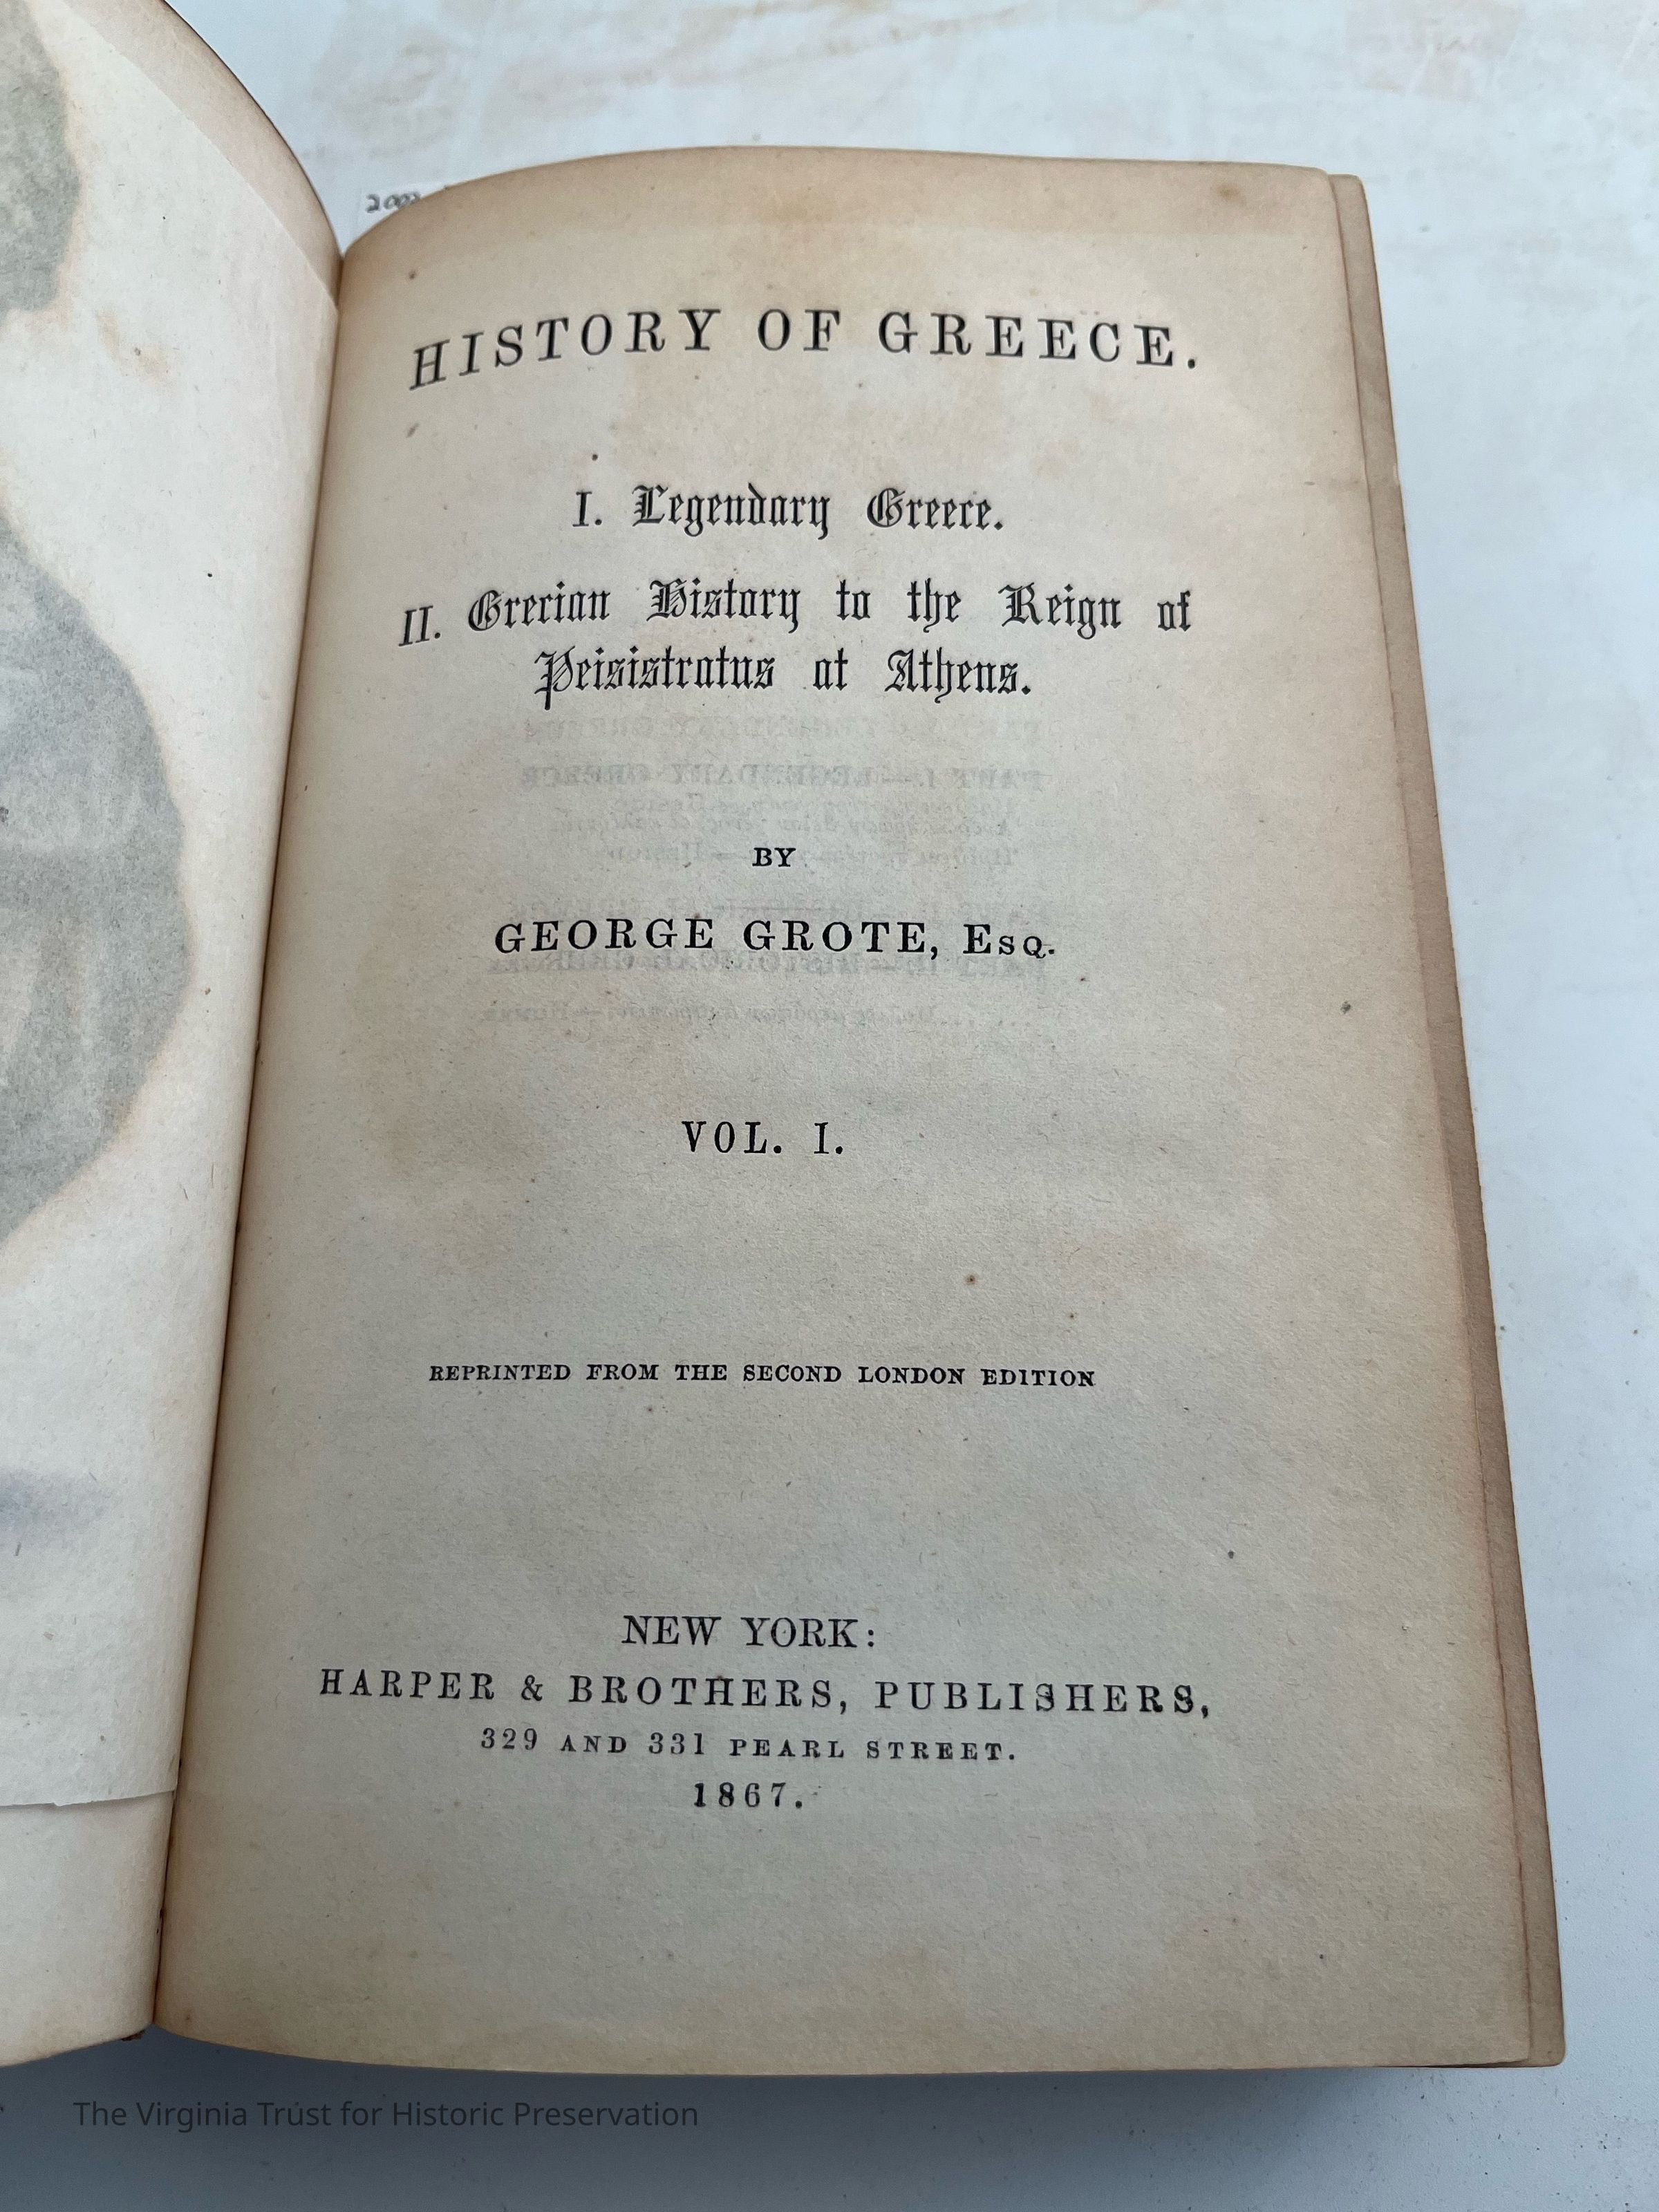 2002
HISTORY OF GREECE.
I. Legendary Greece.
II. Grecian History to the Reign of
Peisistratus at Athens.
BY
GEORGE GROTE, Esq.
VOL. I.
REPRINTED FROM THE SECOND LONDON EDITION
NEW YORK:
HARPER & BROTHERS, PUBLISHERS,
329 AND 331 PEARL STREET.
1867.
The Virginia Trust for Historic Preservation